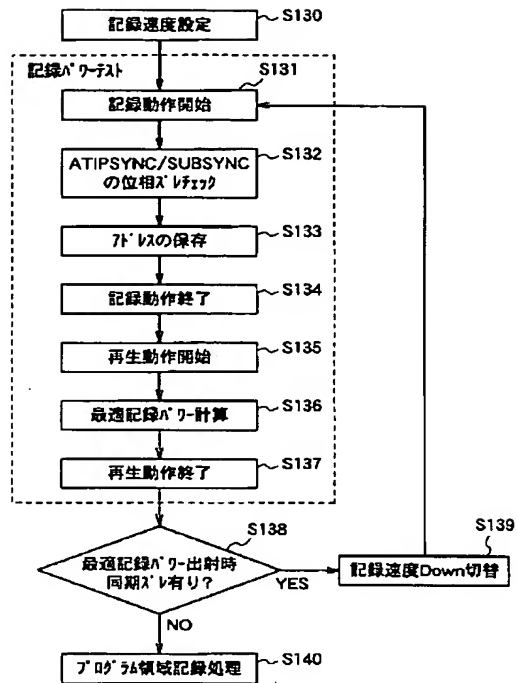 記録速度設定
S130
記録ﾊﾟﾜｰﾃｽﾄ
S131
記録動作開始
S132
ATIPSYNC/SUBSYNC
の位相ｽﾞﾚﾁｪｯｸ
S133
ｱﾄﾞﾚｽの保存
S134
記録動作終了
S135
再生動作開始
S136
最適記録ﾊﾟﾜｰ計算
S137
再生動作終了
S138
最適記録ﾊﾟﾜｰ出射時
同期ｽﾞﾚ有り？
YES
S139
記録速度Down切替
NO
S140
ﾌﾟﾛｸﾞﾗﾑ領域記録処理